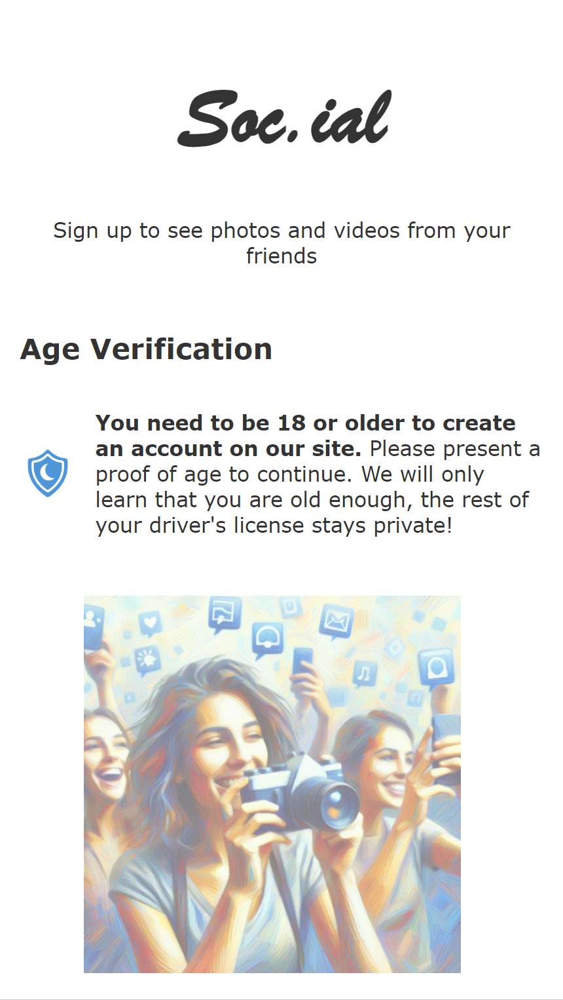 Soc.ial
Sign up to see photos and videos from your
friends
Age Verification
You need to be 18 or older to create
an account on our site. Please present a
proof of age to continue. We will only
learn that you are old enough, the rest of
your driver's license stays private!